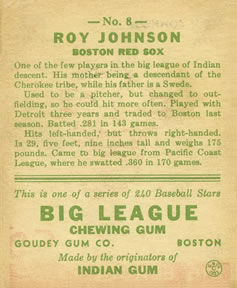 — No. 8 —
ROY JOHNSON
BOSTON RED SOX
One of the few players in the big league of Indian
descent. His mother being a descendant of the
Cherokee tribe, while his father is a Swede.
Used to be a pitcher, but changed to out-
fielding, so he could hit more often. Played with
Detroit three years and traded to Boston last
season. Batted .281 in 143 games.
Hits left-handed, but throws right-handed.
Is 29, five feet, nine inches tall and weighs 175
pounds. Came to big league from Pacific Coast
League, where he swatted .360 in 170 games.
This is one of a series of 240 Baseball Stars
BIG LEAGUE
CHEWING GUM
GOUDEY GUM CO. BOSTON
Made by the originators of
INDIAN GUM